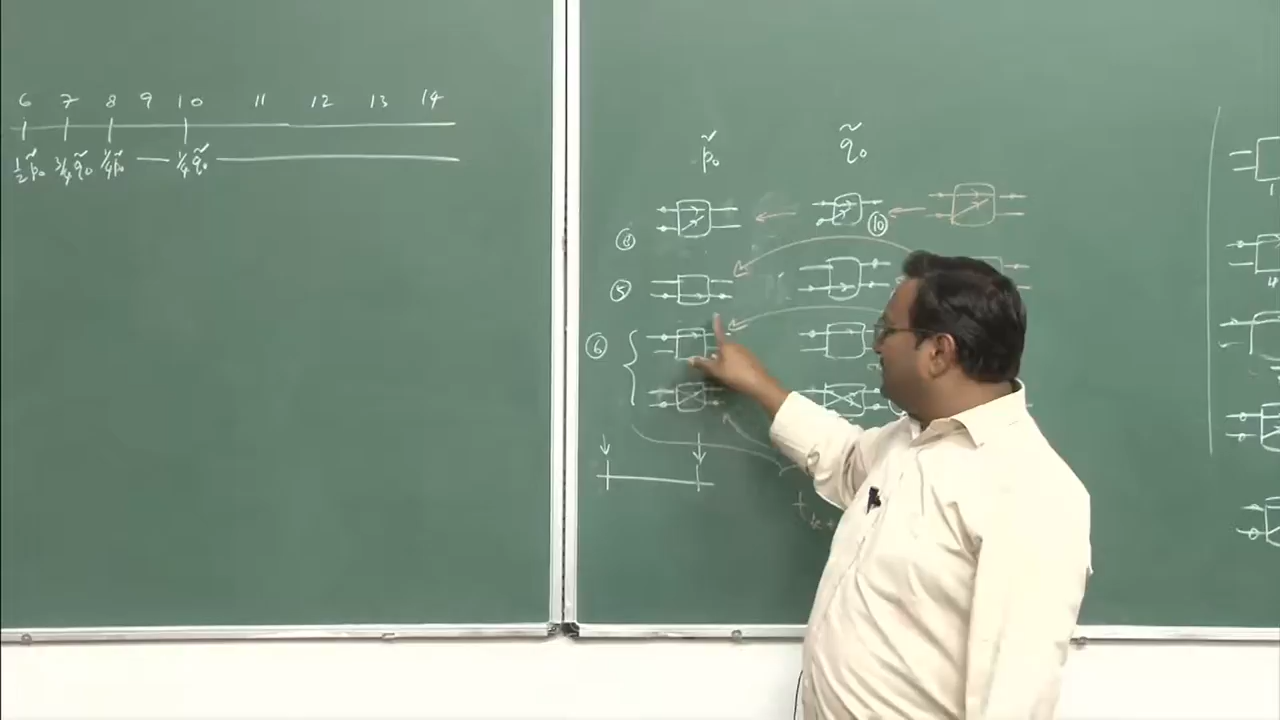 6 7 8 9 10 11 12 13 14
½p̃₀ ¾q̃₀ ¼p̃₀ — ¼q̃₀ —
p̃₀ q̃₀
⑩
⑤
⑥